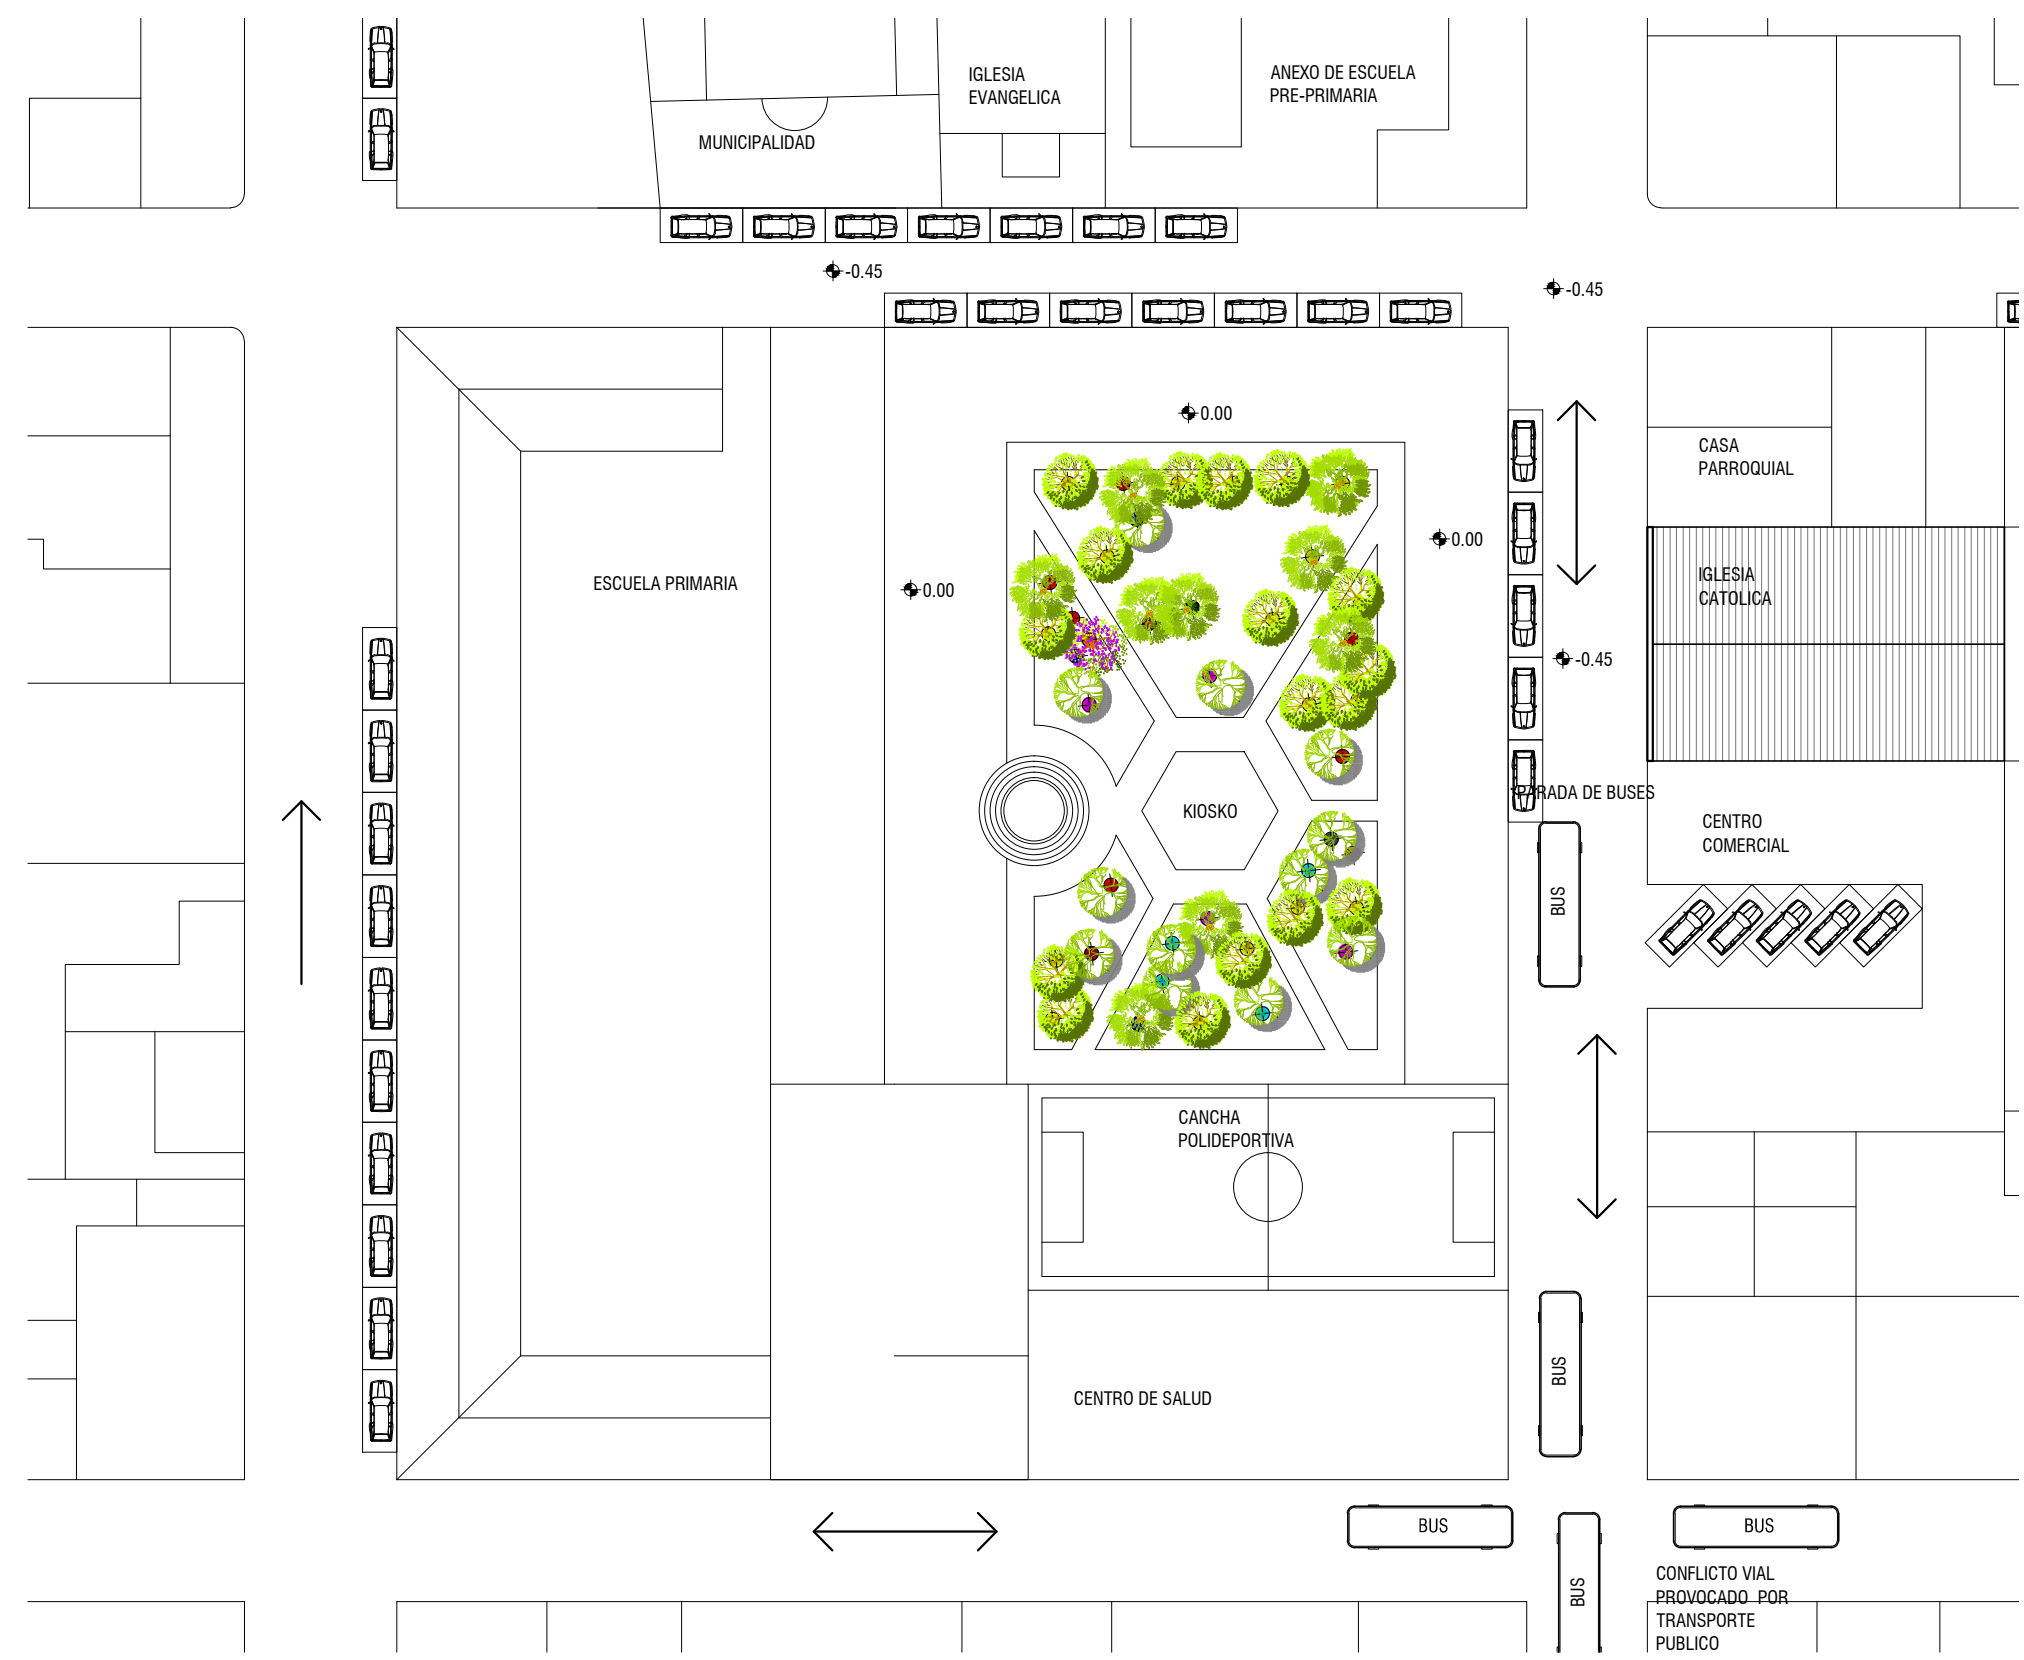 IGLESIA
EVANGELICA
ANEXO DE ESCUELA
PRE-PRIMARIA
MUNICIPALIDAD
-0.45
-0.45
0.00
CASA
PARROQUIAL
0.00
ESCUELA PRIMARIA
0.00
IGLESIA
CATOLICA
-0.45
PARADA DE BUSES
KIOSKO
CENTRO
COMERCIAL
BUS
CANCHA
POLIDEPORTIVA
BUS
CENTRO DE SALUD
BUS
BUS
BUS
CONFLICTO VIAL
PROVOCADO POR
TRANSPORTE
PUBLICO